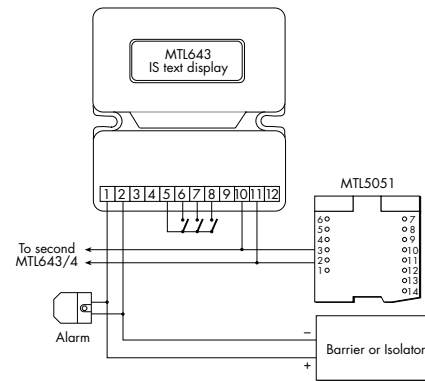 MTL643
IS text display
1 2 3 4 5 6 7 8 9 10 11 12
MTL5051
6 7
5 8
4 9
3 10
2 11
1 12
13
14
To second
MTL643/4
Alarm
–
Barrier or Isolator
+